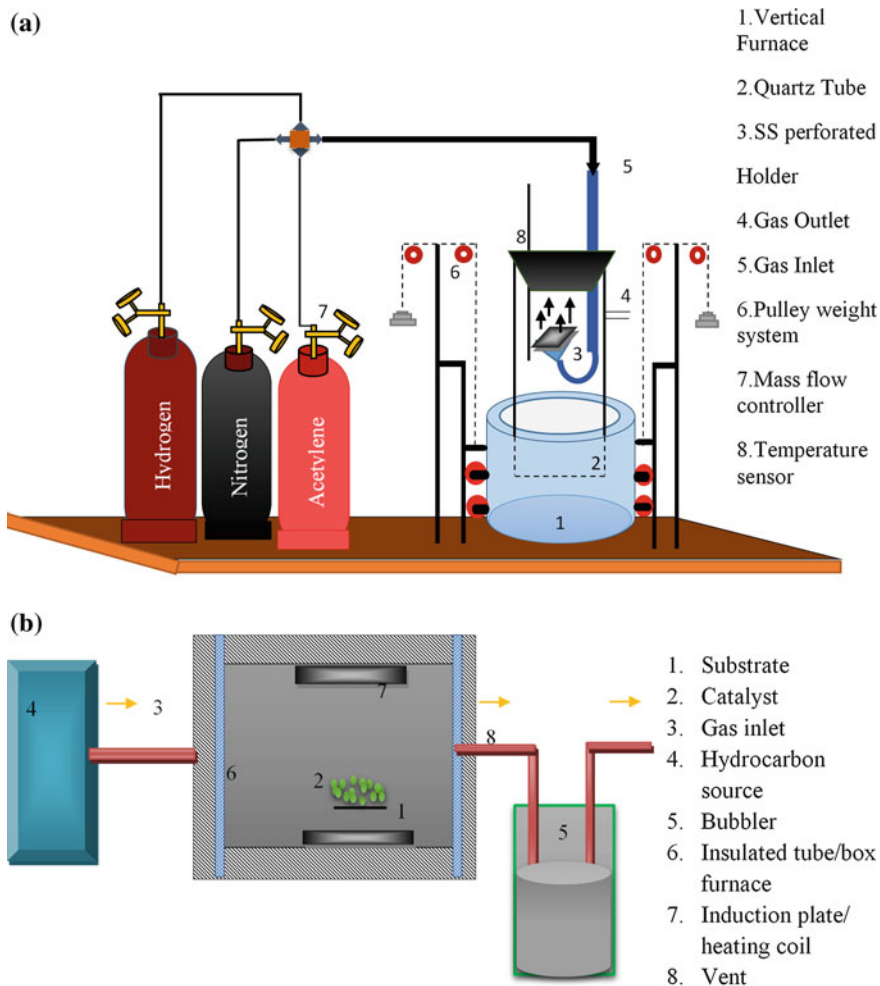 (a)
1.Vertical
Furnace
2.Quartz Tube
3.SS perforated
Holder
4.Gas Outlet
5.Gas Inlet
6.Pulley weight
system
7.Mass flow
controller
8.Temperature
sensor
5
8
6
4
7
3
2
1
Hydrogen
Nitrogen
Acetylene
(b)
4
3
7
8
6
2
1
5
1. Substrate
2. Catalyst
3. Gas inlet
4. Hydrocarbon
source
5. Bubbler
6. Insulated tube/box
furnace
7. Induction plate/
heating coil
8. Vent